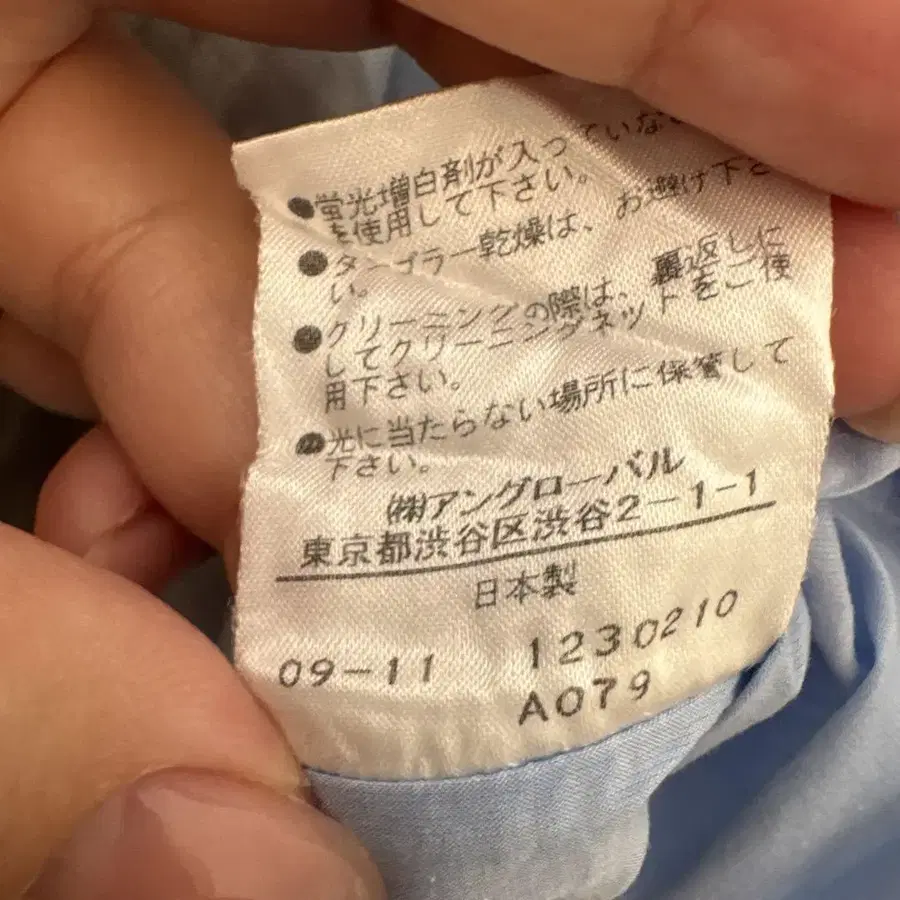 ●蛍光増白剤が入っていない
を使用して下さい。
●タンブラー乾燥は、お避け下さ
い。
●クリーニングの際は、裏返しに
してクリーニングネットをご使
用下さい。
●光に当たらない場所に保管して
下さい。
㈱アングローバル
東京都渋谷区渋谷2-1-1
日本製
09-11 1230210
A079